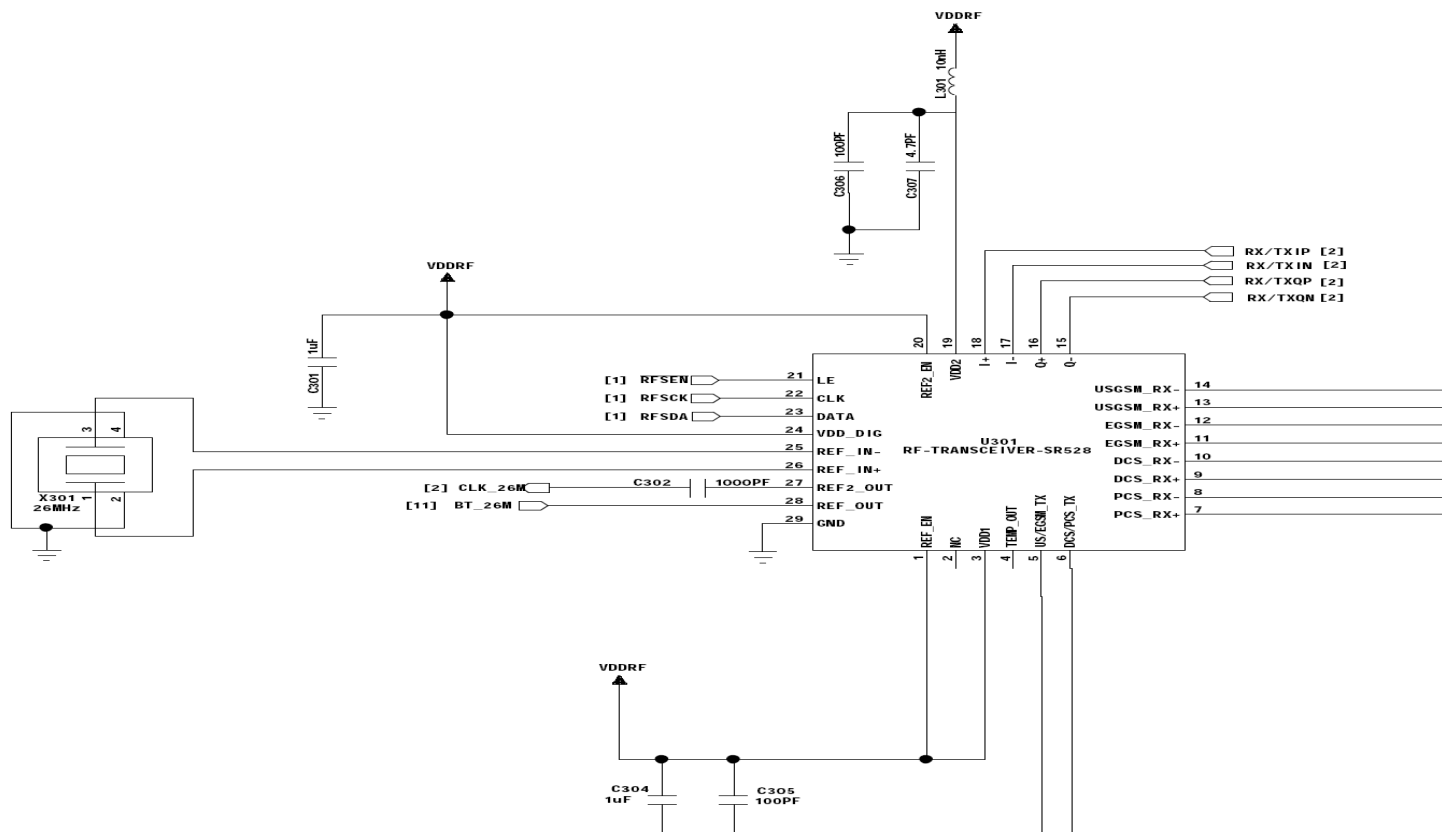 VDDRF
L301 10nH
C306 100PF
C307 4.7PF
RX/TXIP [2]
RX/TXIN [2]
RX/TXQP [2]
RX/TXQN [2]
VDDRF
C301 1uF
20 19 18 17 16 15
REF2_EN VDD2 I+ I- Q+ Q-
[1] RFSEN 21 LE
[1] RFSCK 22 CLK
[1] RFSDA 23 DATA
24 VDD_DIG
25 REF_IN-
26 REF_IN+
[2] CLK_26M C302 1000PF 27 REF2_OUT
[11] BT_26M 28 REF_OUT
29 GND
U301
RF-TRANSCEIVER-SR528
USGSM_RX- 14
USGSM_RX+ 13
EGSM_RX- 12
EGSM_RX+ 11
DCS_RX- 10
DCS_RX+ 9
PCS_RX- 8
PCS_RX+ 7
3 4
1 2
X301
26MHz
REF_EN NC VDD1 TEMP_OUT US/EGSM_TX DCS/PCS_TX
1 2 3 4 5 6
VDDRF
C304
1uF
C305
100PF